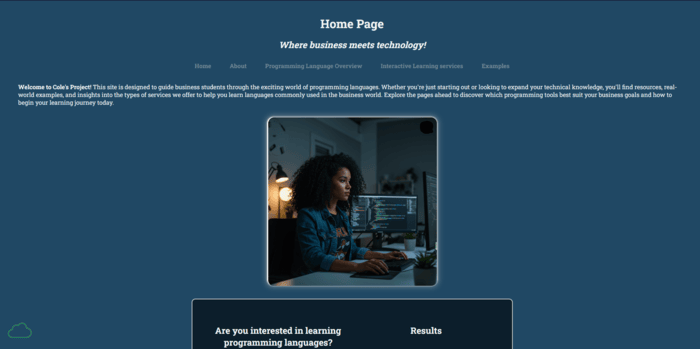 Home Page
Where business meets technology!
Home About Programming Language Overview Interactive Learning services Examples
Welcome to Cole's Project! This site is designed to guide business students through the exciting world of programming languages. Whether you're just starting out or looking to expand your technical knowledge, you'll find resources, real-
world examples, and insights into the types of services we offer to help you learn languages commonly used in the business world. Explore the pages ahead to discover which programming tools best suit your business goals and how to
begin your learning journey today.
Are you interested in learning
programming languages?
Results